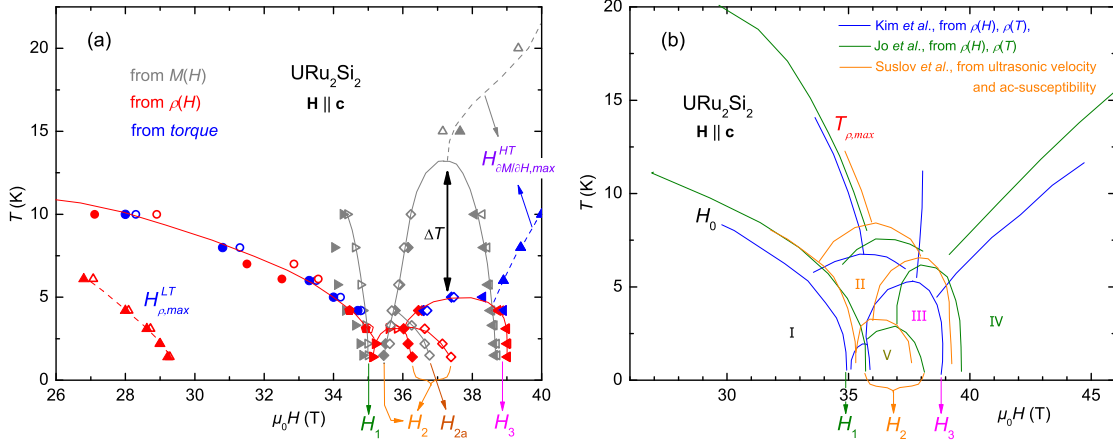 (a)
URu₂Si₂
H || c
from M(H)
from ρ(H)
from torque
ΔT
H^{HT}_{∂M/∂H,max}
H^{LT}_{ρ,max}
T (K)
0
5
10
15
20
26 28 30 32 34 36 38 40
μ₀H (T)
H₁ H₂ H₂ₐ H₃
(b)
Kim et al., from ρ(H), ρ(T),
Jo et al., from ρ(H), ρ(T)
Suslov et al., from ultrasonic velocity
and ac-susceptibility
URu₂Si₂
H || c
T_{ρ,max}
H₀
I
II
III
IV
V
T (K)
0
5
10
15
20
30 35 40 45
μ₀H (T)
H₁ H₂ H₃